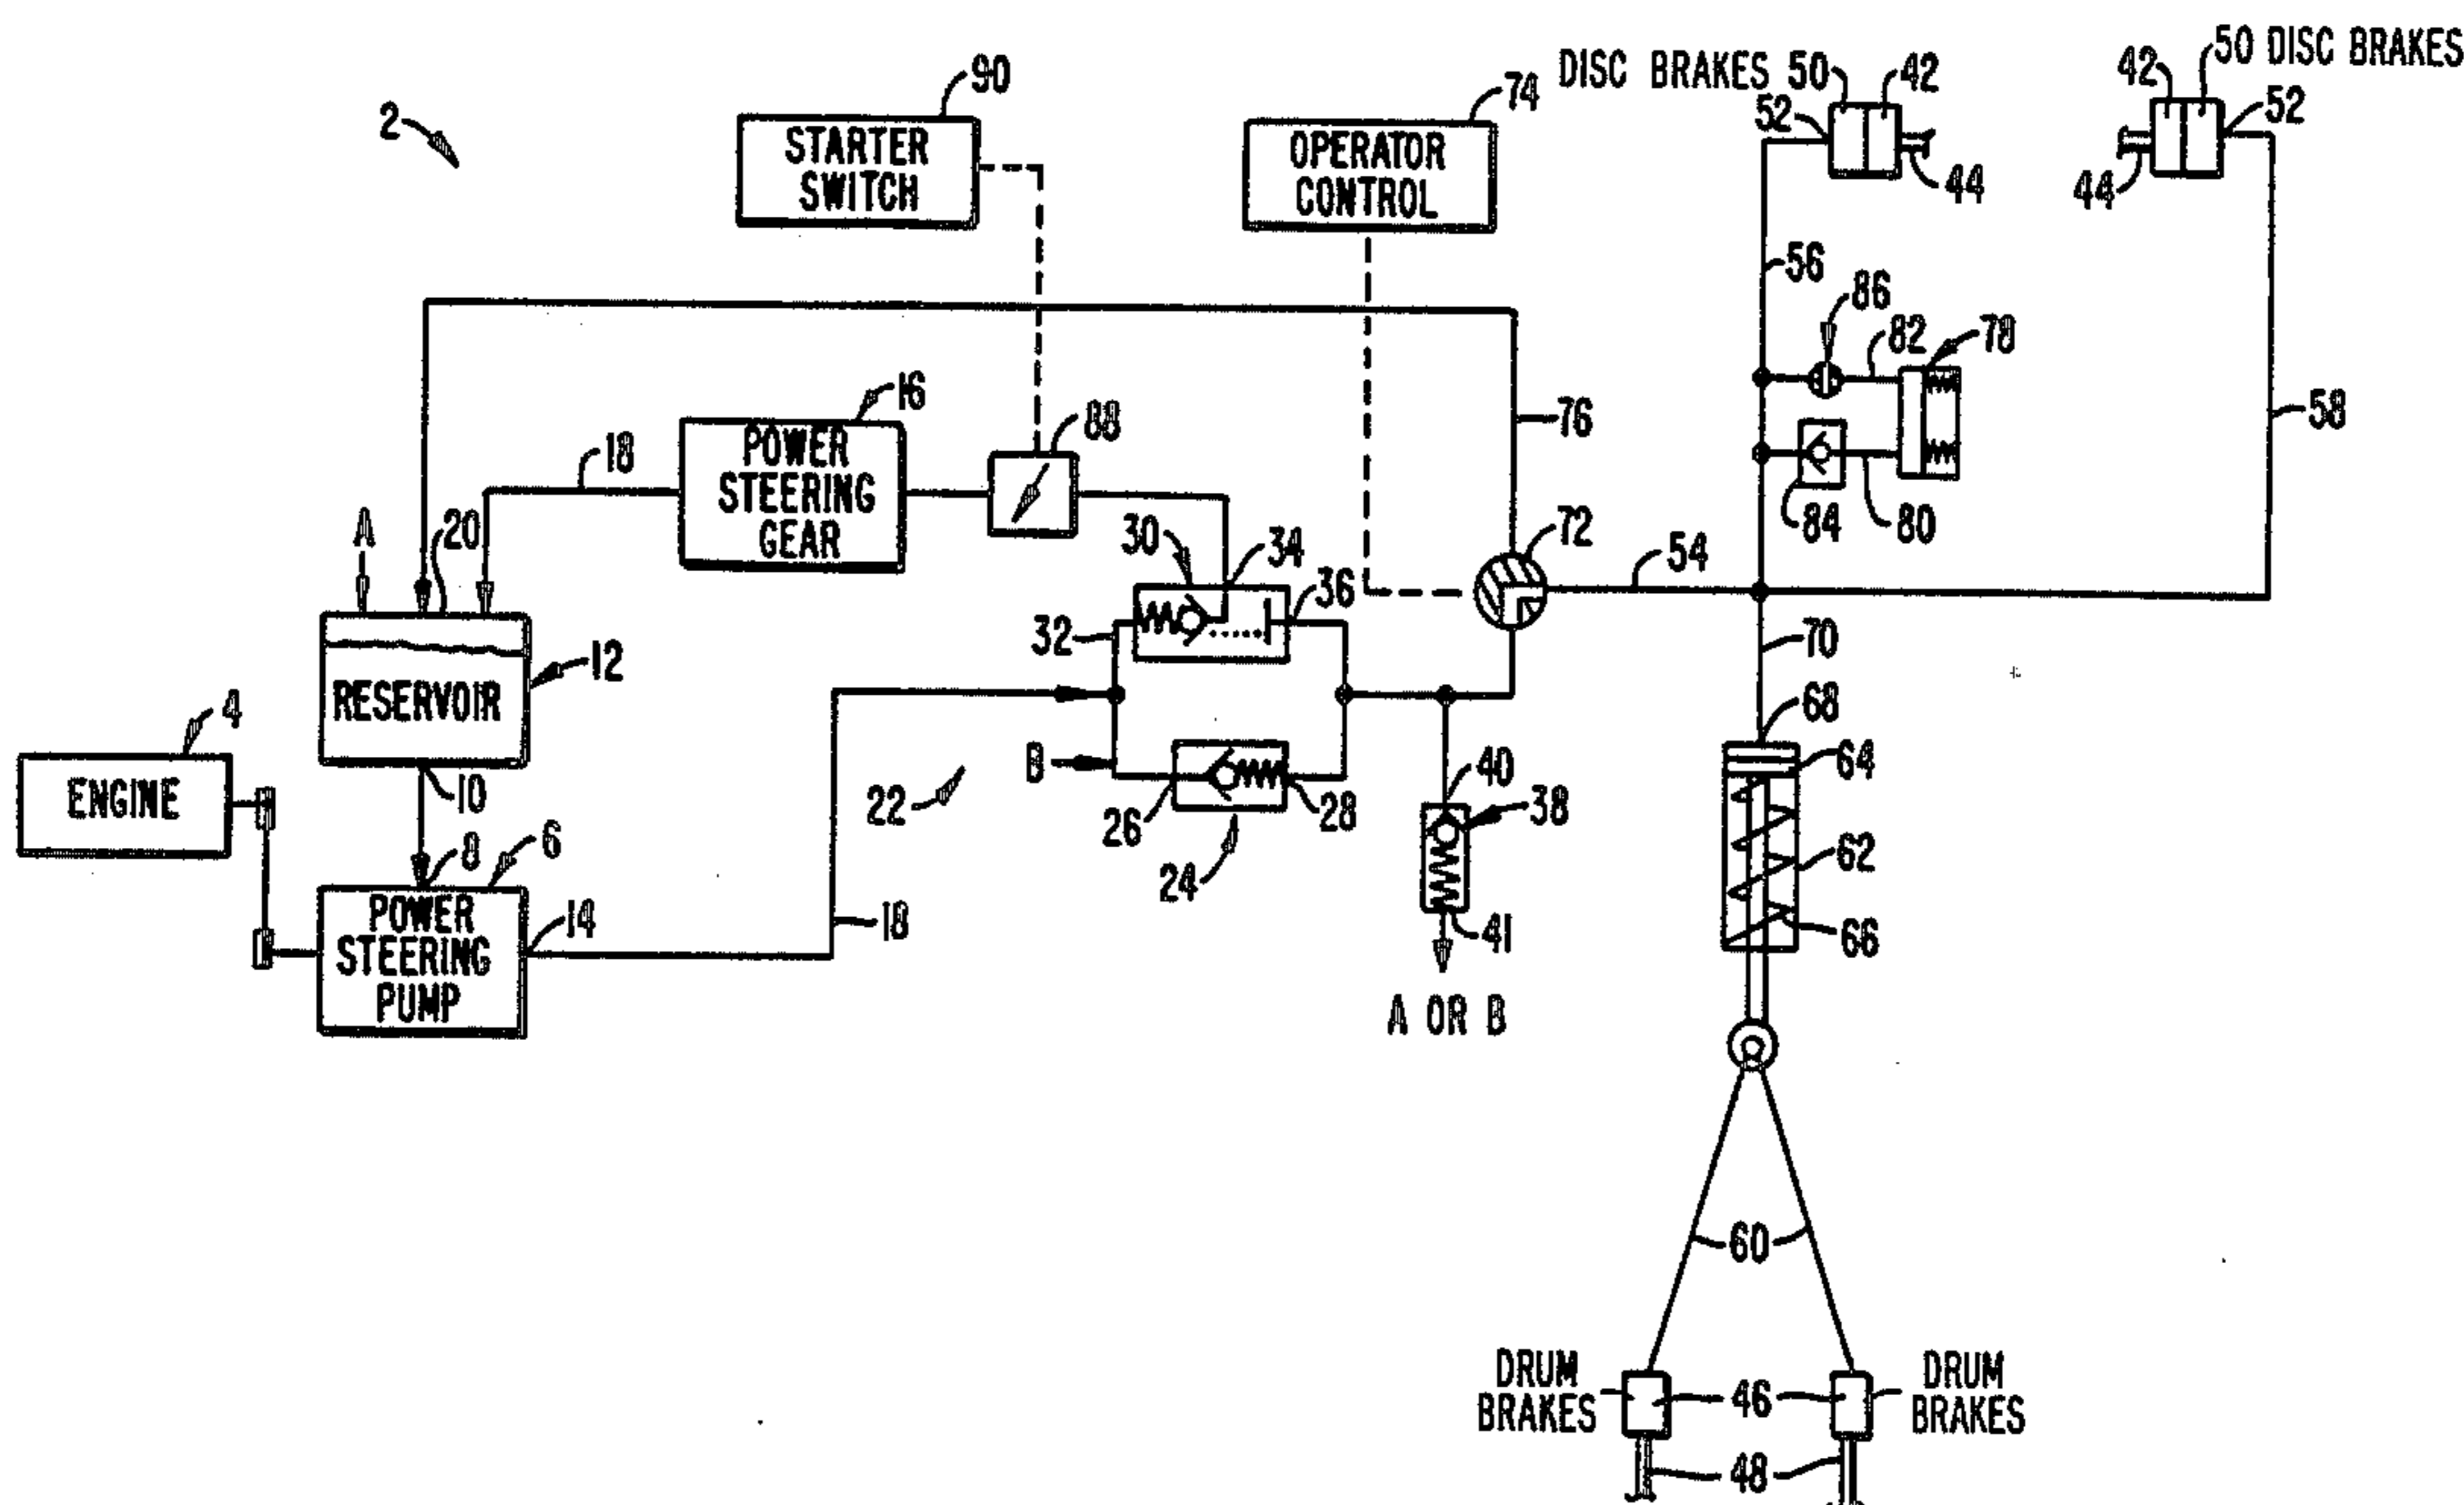 DISC BRAKES 50 42
42 50 DISC BRAKES
52 52
44 44
2
90
STARTER
SWITCH
74
OPERATOR
CONTROL
56
86
82 78
58
84 80
16
POWER
STEERING
GEAR
88
18
76
A
20
30
34
36
32
72
54
70
12
RESERVOIR
10
4
ENGINE
8
6
POWER
STEERING
PUMP
14
18
22
B
26
28
24
40
38
41
A OR B
68
64
62
66
60
DRUM
BRAKES
46
DRUM
BRAKES
48